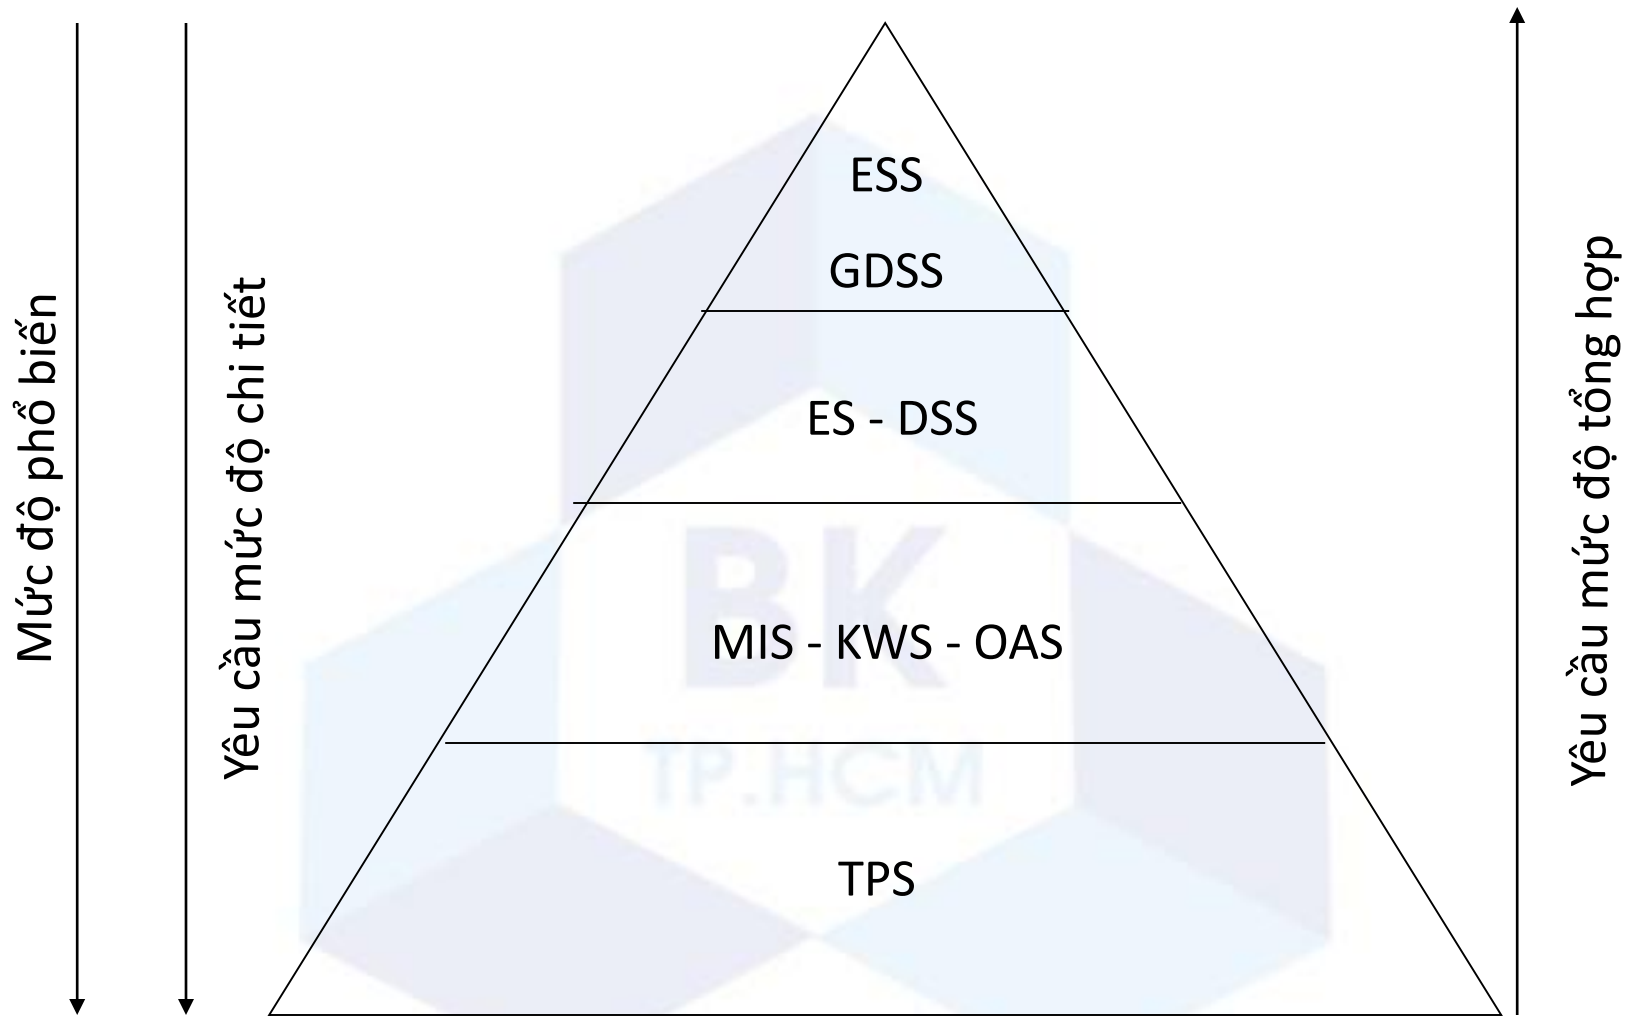 Mức độ phổ biến
Yêu cầu mức độ chi tiết
ESS
GDSS
ES - DSS
MIS - KWS - OAS
TPS
Yêu cầu mức độ tổng hợp
BK
TP.HCM